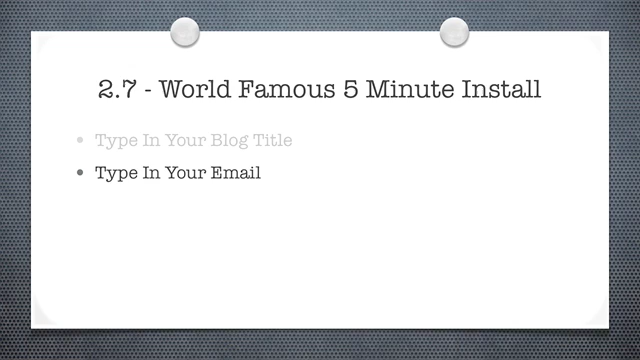 2.7 - World Famous 5 Minute Install
• Type In Your Blog Title
• Type In Your Email